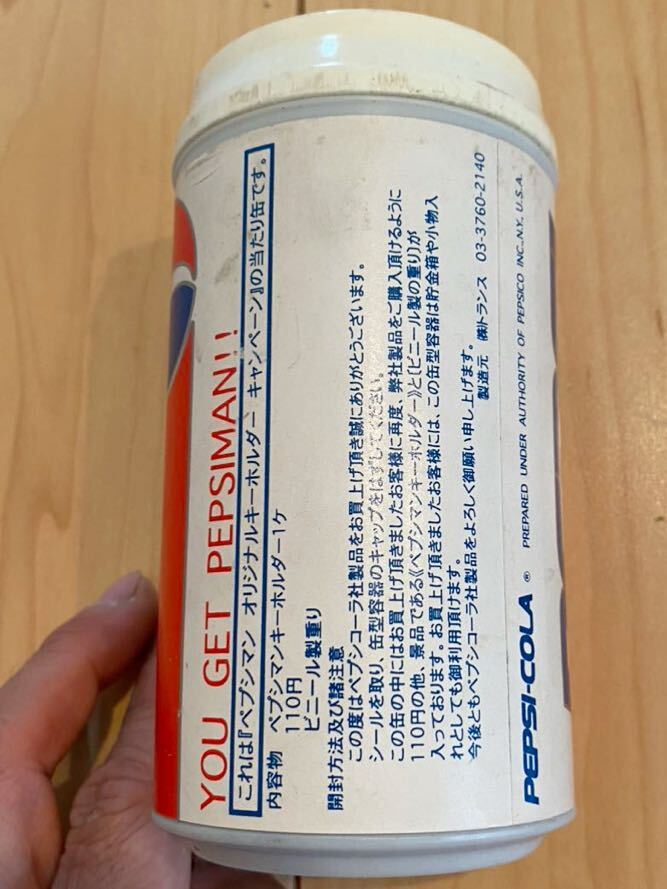 YOU GET PEPSIMAN!!
これは『ペプシマン オリジナルキーホルダー キャンペーン』の当たり缶です。
内容物 ペプシマンキーホルダー1ケ
110円
ビニール製重り
開封方法及び諸注意
この度はペプシコーラ社製品をお買上げ頂き誠にありがとうございます。
シールを取り、缶型容器のキャップをはずしてください。
この缶の中にはお買上げ頂きましたお客様に再度、弊社製品をご購入頂けるように
110円の他、景品である《ペプシマンキーホルダー》と〔ビニール製の重り〕が
入っております。お買上げ頂きましたお客様には、この缶型容器は貯金箱や小物入
れとしても御利用頂けます。
今後ともペプシコーラ社製品をよろしく御願い申し上げます。
製造元 ㈱トランス 03-3760-2140
PEPSI-COLA ® PREPARED UNDER AUTHORITY OF PEPSICO INC.,N.Y, U.S.A.